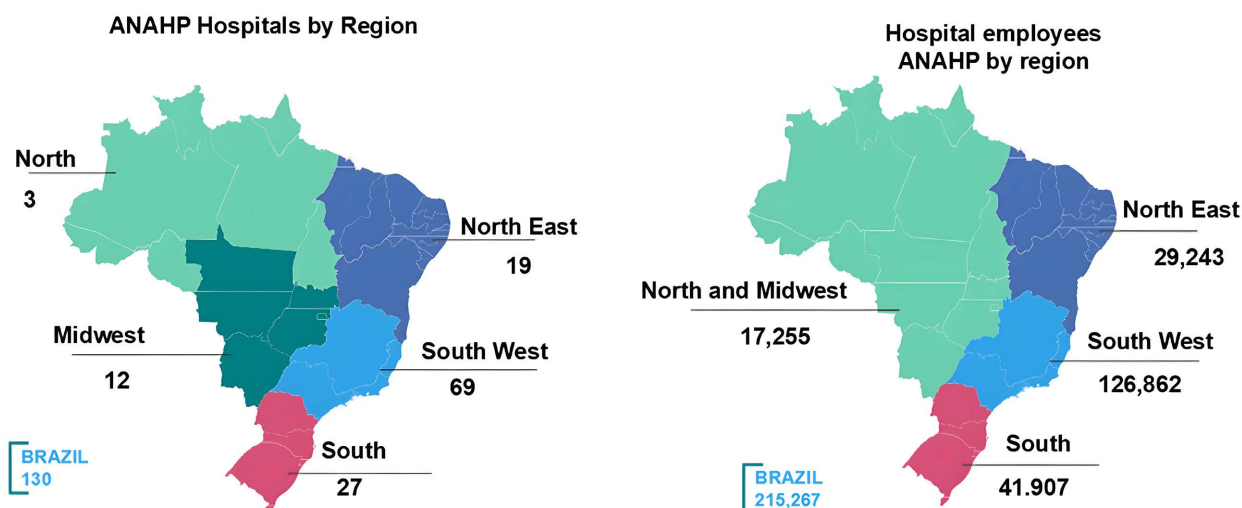 ANAHP Hospitals by Region
North
3
North East
19
Midwest
12
South West
69
South
27
BRAZIL
130
Hospital employees
ANAHP by region
North East
29,243
North and Midwest
17,255
South West
126,862
South
41.907
BRAZIL
215,267